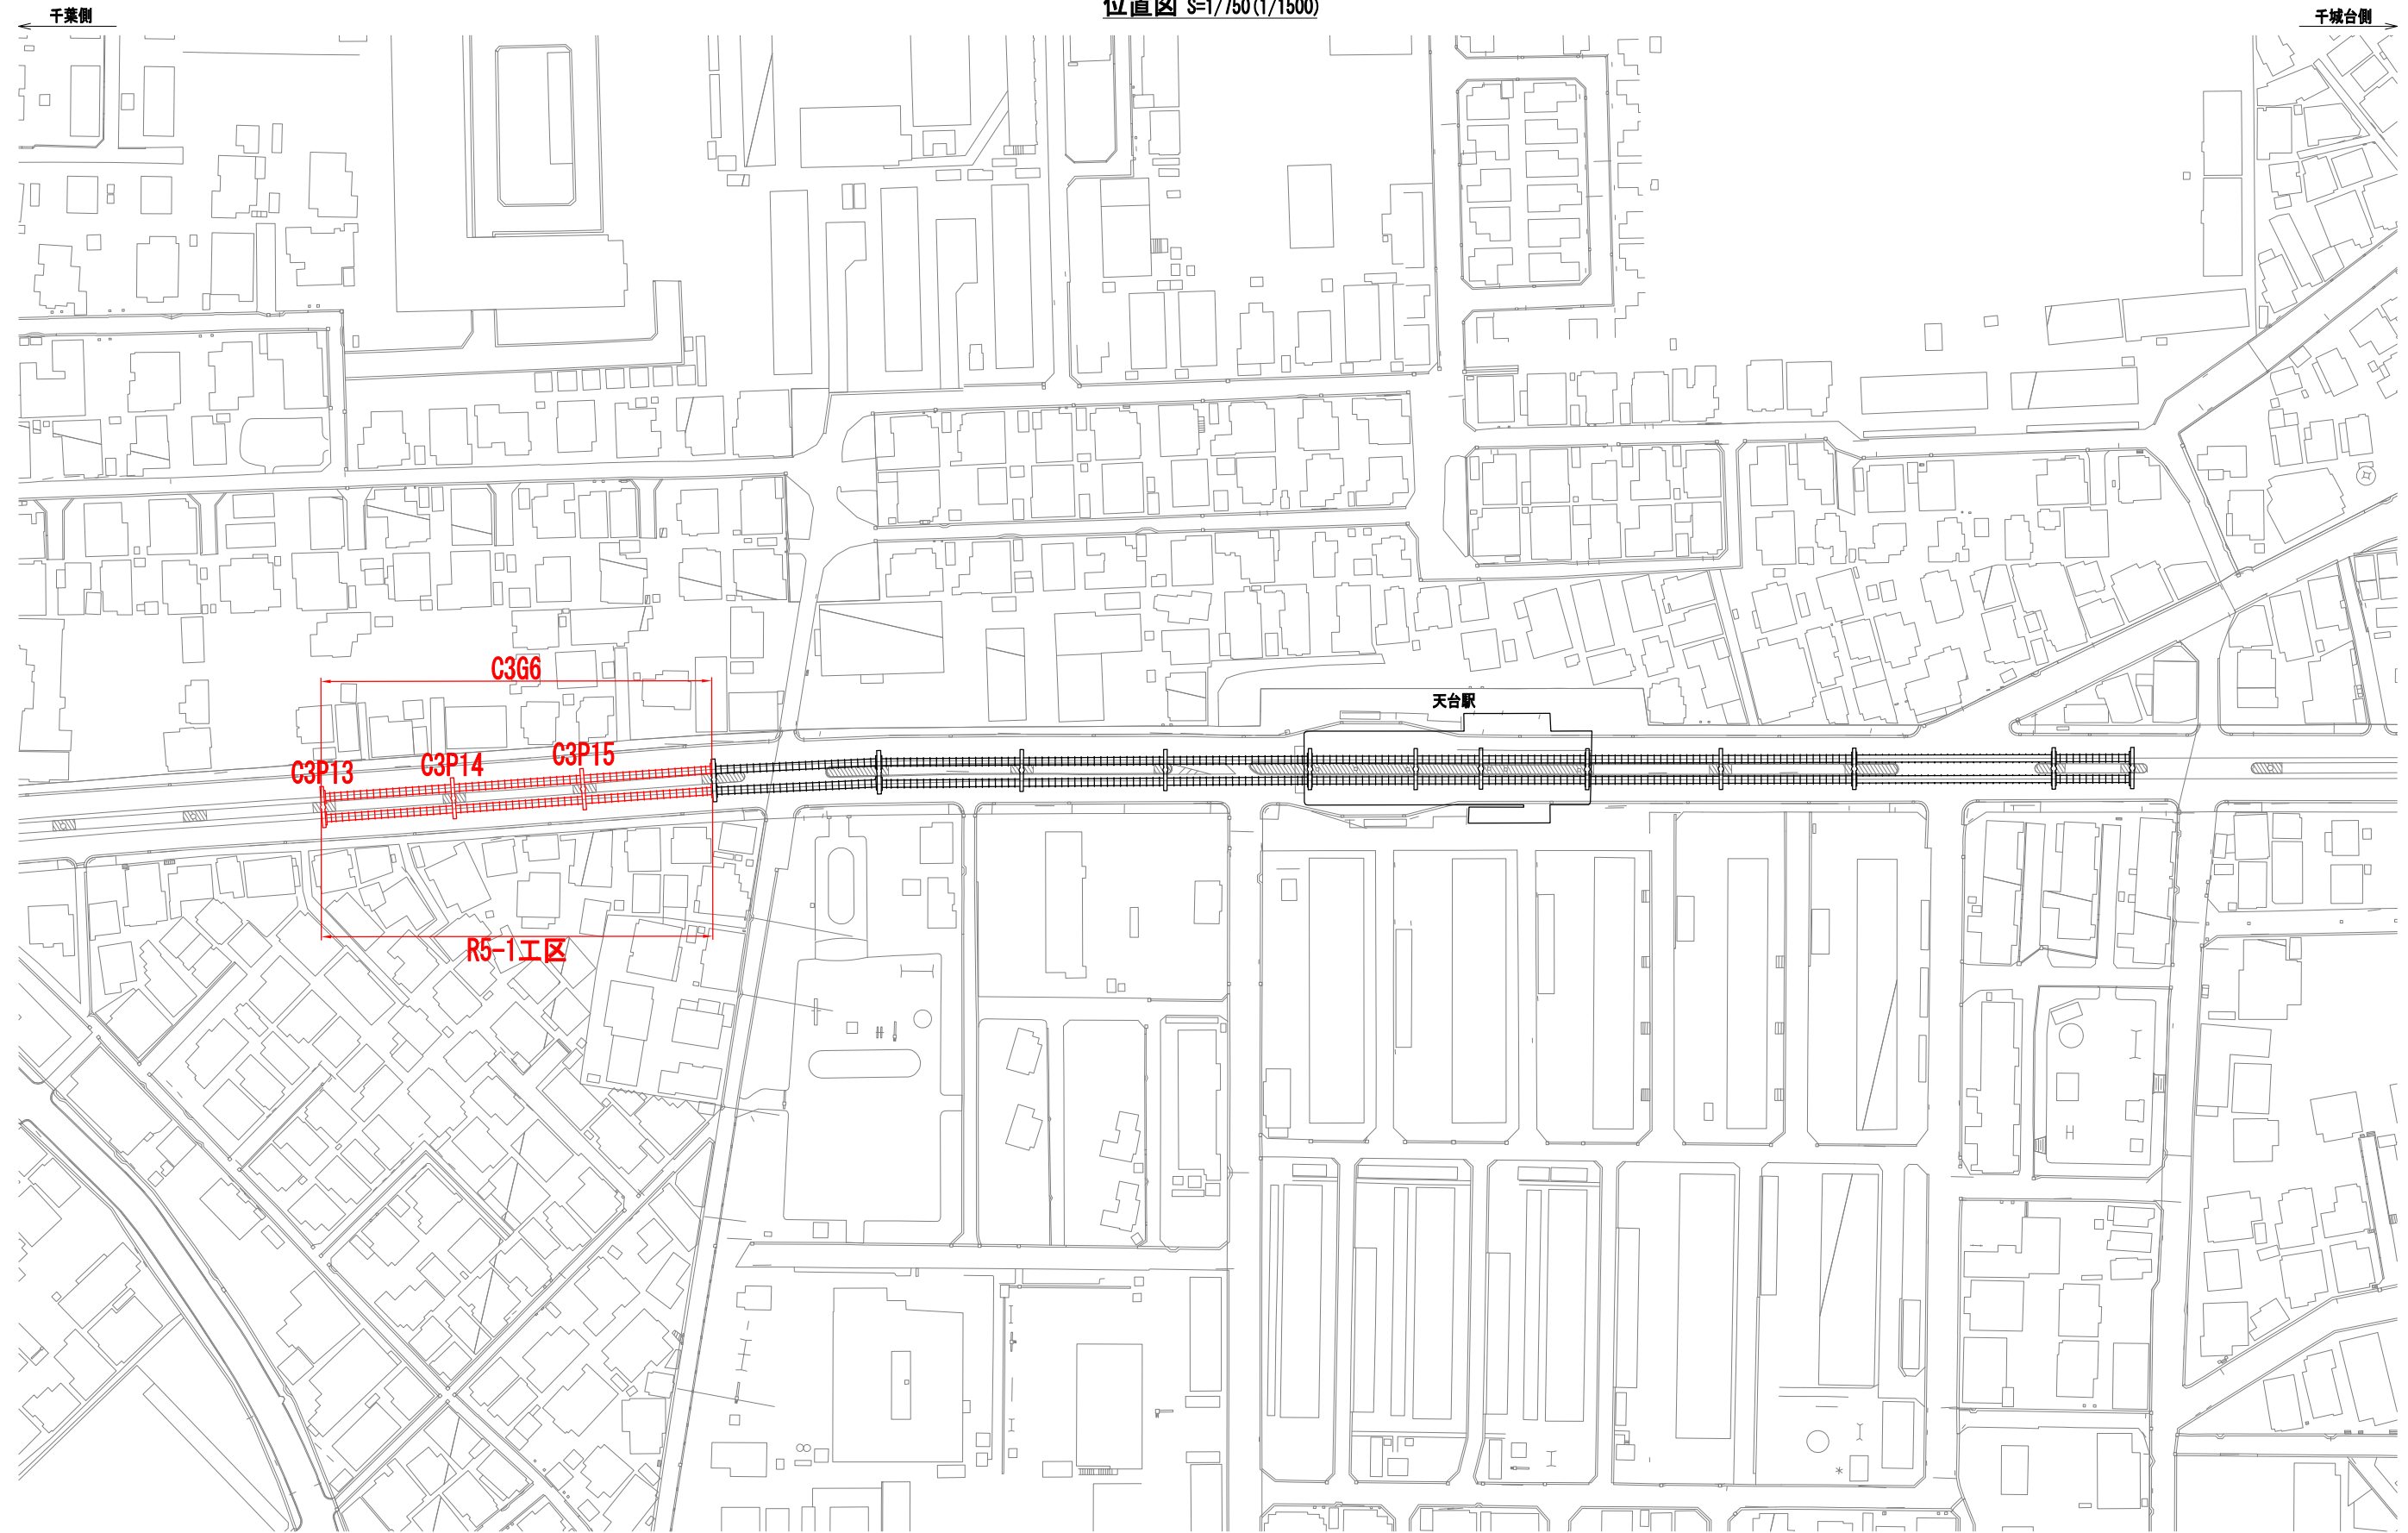 位置図 S=1/750(1/1500)
千葉側
千城台側
C3G6
天台駅
C3P13
C3P14
C3P15
R5-1工区